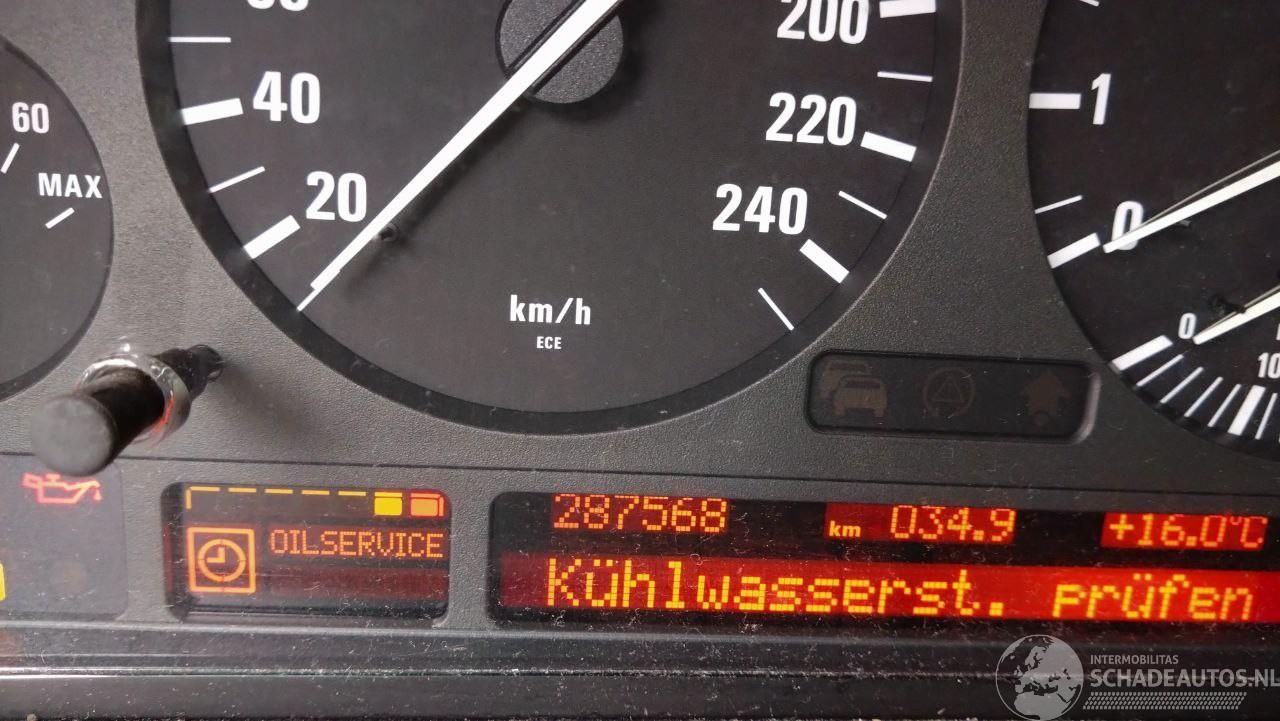 200
40
220
1
60
MAX
20
240
0
km/h
ECE
0
10
OILSERVICE
287568 km 034.9 +16.0°C
Kühlwasserst. prüfen
INTERMOBILITAS
SCHADEAUTOS.NL